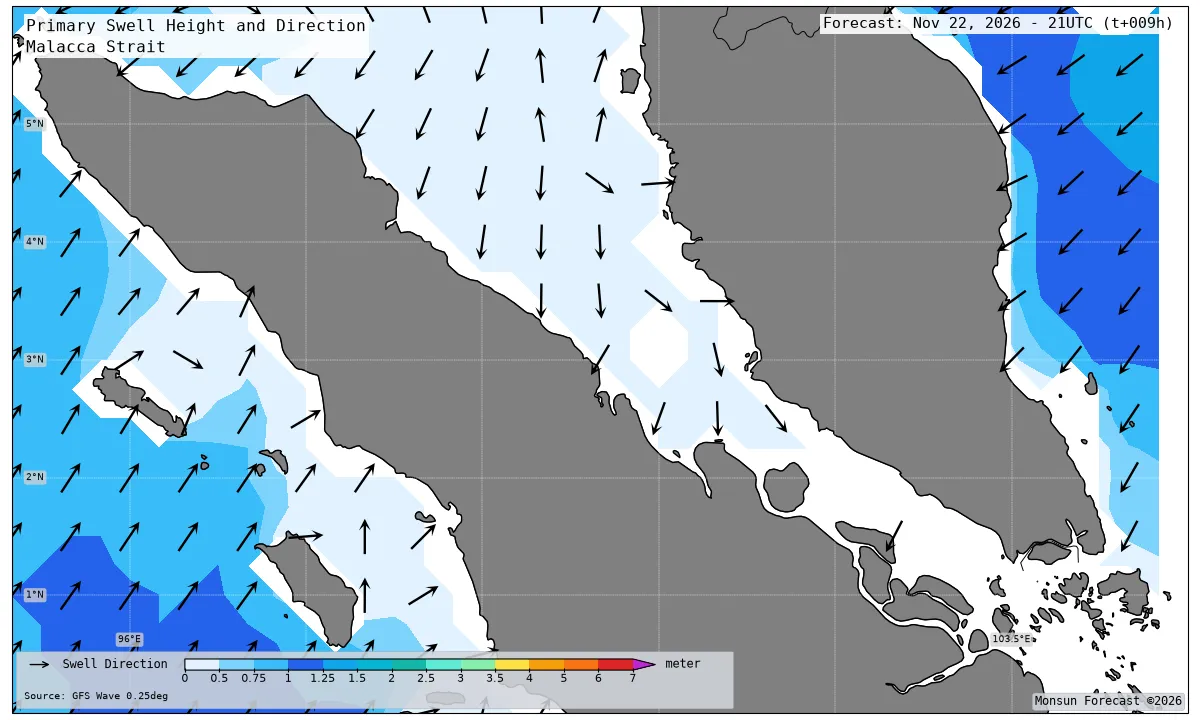 Primary Swell Height and Direction
Malacca Strait
Forecast: Nov 22, 2026 - 21UTC (t+009h)
5°N
4°N
3°N
2°N
1°N
96°E
103.5°E
Swell Direction
meter
0 0.5 0.75 1 1.25 1.5 2 2.5 3 3.5 4 5 6 7
Source: GFS Wave 0.25deg
Monsun Forecast ©2026